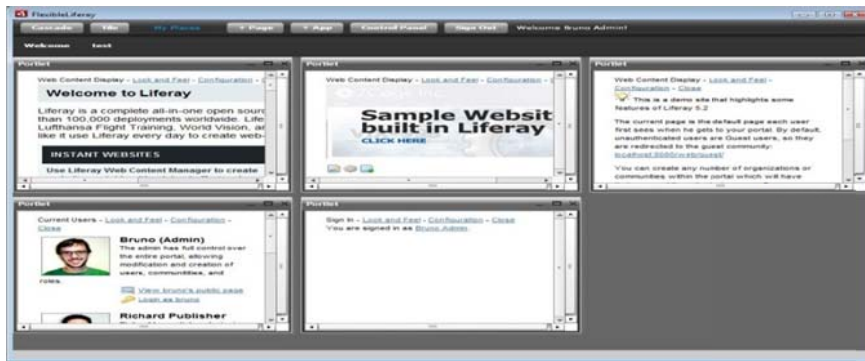 FlexibleLiferay
Cascade Tile My Places + Page + App Control Panel Sign Out Welcome Bruno Admin!
Welcome test
Portlet
Web Content Display - Look and Feel - Configuration -
Welcome to Liferay
Liferay is a complete all-in-one open sour
than 100,000 deployments worldwide. Life
Lufthansa Flight Training, World Vision, a
like it use Liferay every day to create web-
INSTANT WEBSITES
Use Liferay Web Content Manager to create
Portlet
Web Content Display - Look and Feel - Configuration -
Sample Websit
built in Liferay
CLICK HERE
Portlet
Web Content Display - Look and Feel -
Configuration - Close
This is a demo site that highlights some
features of Liferay 5.2
The current page is the default page each user
first sees when he gets to your portal. By default,
unauthenticated users are Guest users, so they
are redirected to the guest community:
localhost:8080/web/guest/
You can create any number of organizations or
communities within the portal which will have
Portlet
Current Users - Look and Feel - Configuration -
Close
Bruno (Admin)
The admin has full control over
the entire portal, allowing
modification and creation of
users, communities, and
roles.
View bruno's public page
Login as bruno
Richard Publisher
Portlet
Sign In - Look and Feel - Configuration - Close
You are signed in as Bruno Admin.